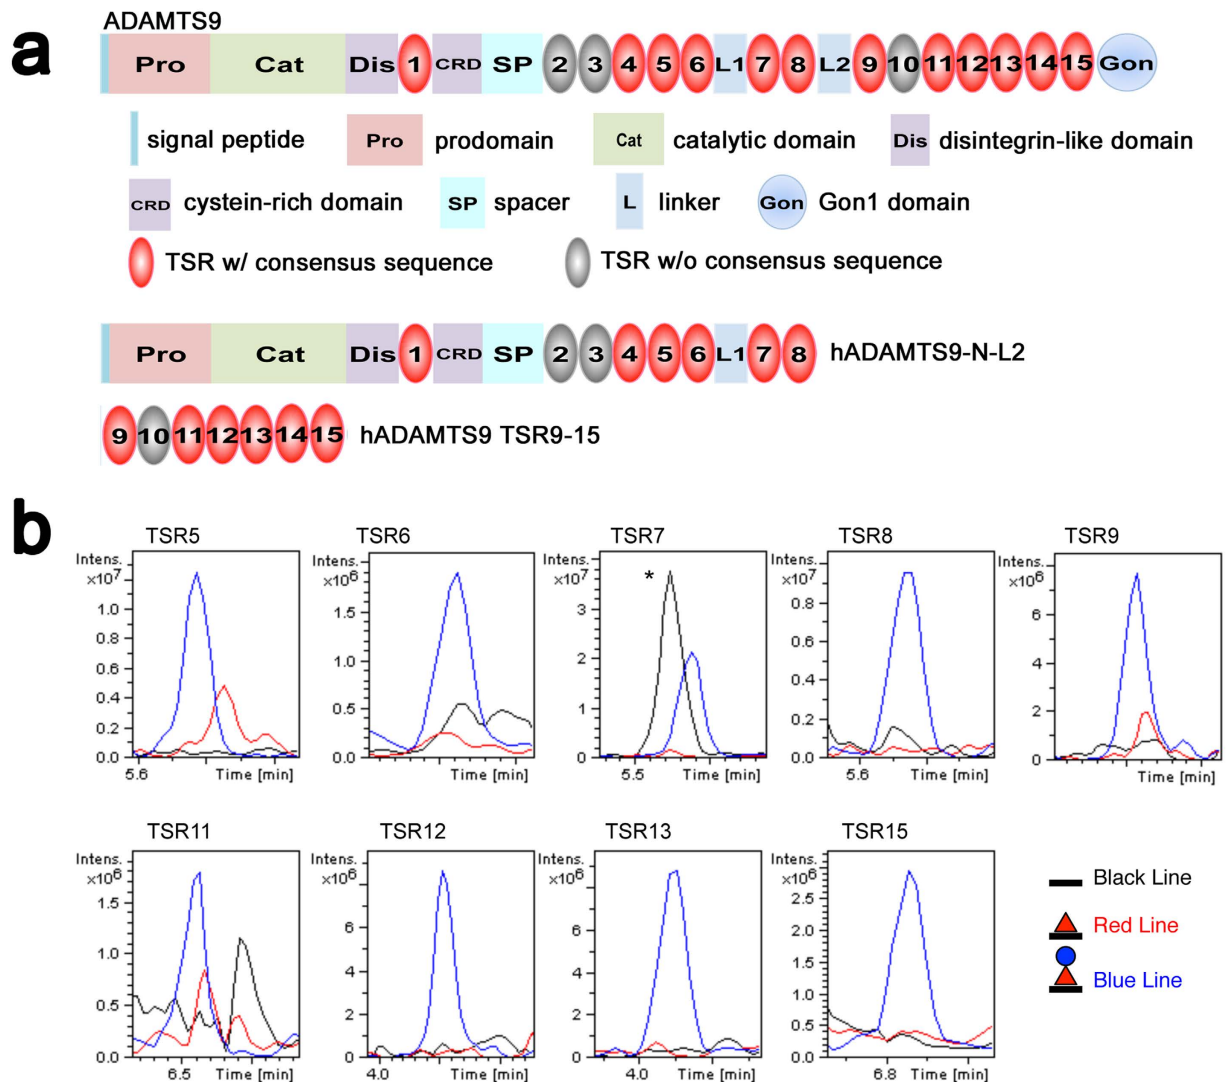 a
ADAMTS9
Pro Cat Dis 1 CRD SP 2 3 4 5 6 L1 7 8 L2 9 10 11 12 13 14 15 Gon
signal peptide Pro prodomain Cat catalytic domain Dis disintegrin-like domain
CRD cystein-rich domain SP spacer L linker Gon Gon1 domain
TSR w/ consensus sequence TSR w/o consensus sequence
Pro Cat Dis 1 CRD SP 2 3 4 5 6 L1 7 8 hADAMTS9-N-L2
9 10 11 12 13 14 15 hADAMTS9 TSR9-15
b
TSR5
Intens.
x10⁷
1.0
0.8
0.6
0.4
0.2
0.0
5.6 Time [min]
TSR6
Intens.
x10⁶
1.5
1.0
0.5
0.0
Time [min]
TSR7
Intens.
x10⁷
*
3
2
1
0
5.5 Time [min]
TSR8
Intens.
x10⁷
0.8
0.6
0.4
0.2
0.0
5.6 Time [min]
TSR9
Intens.
x10⁶
6
4
2
0
Time [min]
TSR11
Intens.
x10⁶
1.5
1.0
0.5
0.0
6.5 Time [min]
TSR12
Intens.
x10⁶
6
4
2
0
4.0 Time [min]
TSR13
Intens.
x10⁶
6
4
2
0
4.0 Time [min]
TSR15
Intens.
x10⁶
2.5
2.0
1.5
1.0
0.5
0.0
6.8 Time [min]
Black Line
Red Line
Blue Line